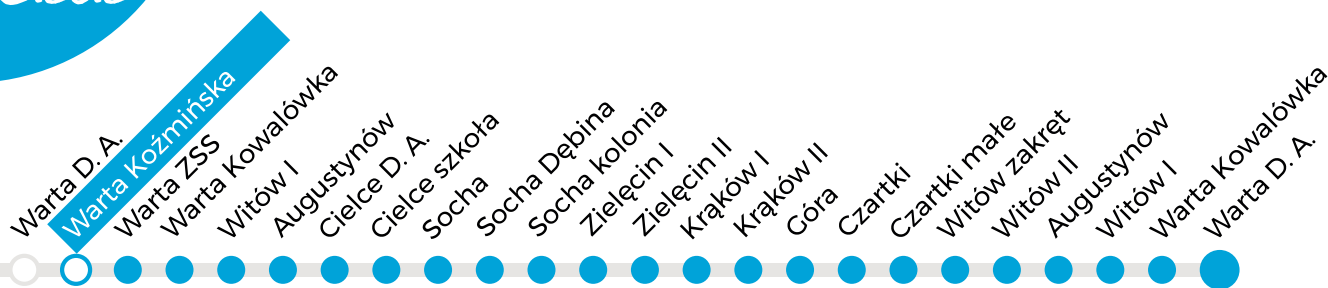 Warta D. A.
Warta Koźmińska
Warta ZSS
Warta Kowalówka
Witów I
Augustynów
Cielce D. A.
Cielce szkoła
Socha
Socha Dębina
Socha kolonia
Zielęcin I
Zielęcin II
Krąków I
Krąków II
Góra
Czartki
Czartki małe
Witów zakręt
Witów II
Augustynów
Witów I
Warta Kowalówka
Warta D. A.